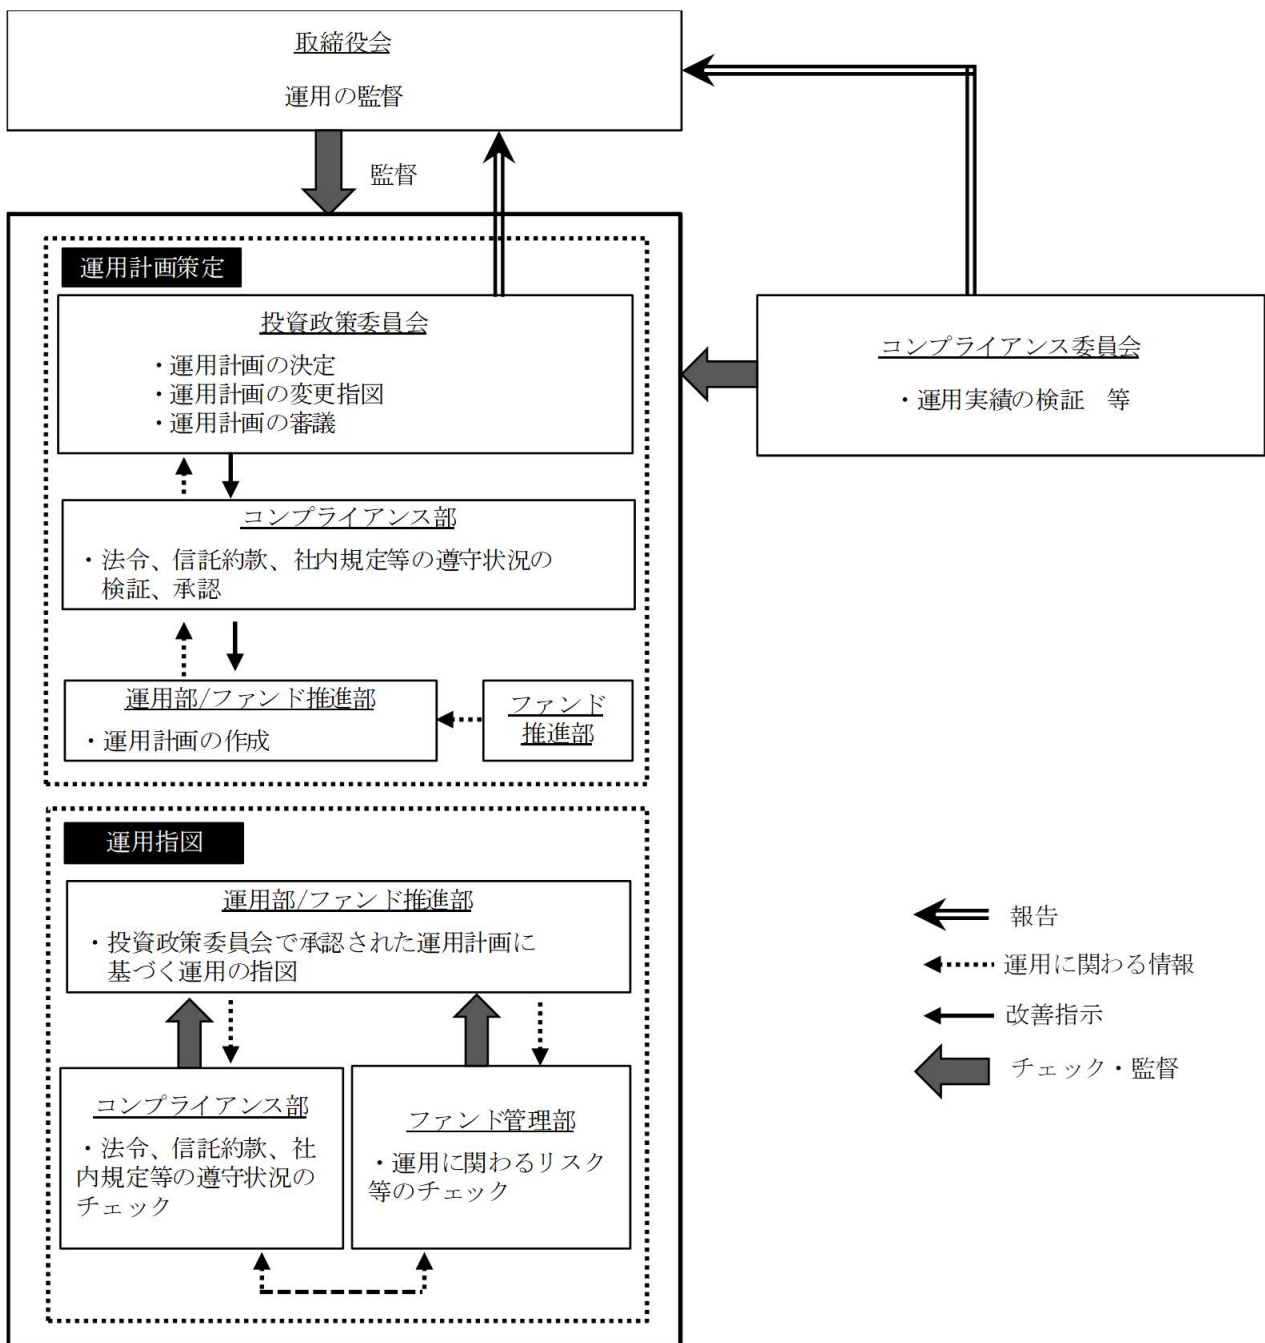 取締役会
運用の監督
監督
運用計画策定
投資政策委員会
・運用計画の決定
・運用計画の変更指図
・運用計画の審議
コンプライアンス委員会
・運用実績の検証　等
コンプライアンス部
・法令、信託約款、社内規定等の遵守状況の
検証、承認
運用部/ファンド推進部
・運用計画の作成
ファンド
推進部
運用指図
運用部/ファンド推進部
・投資政策委員会で承認された運用計画に
基づく運用の指図
コンプライアンス部
・法令、信託約款、社
内規定等の遵守状況の
チェック
ファンド管理部
・運用に関わるリスク
等のチェック
報告
運用に関わる情報
改善指示
チェック・監督